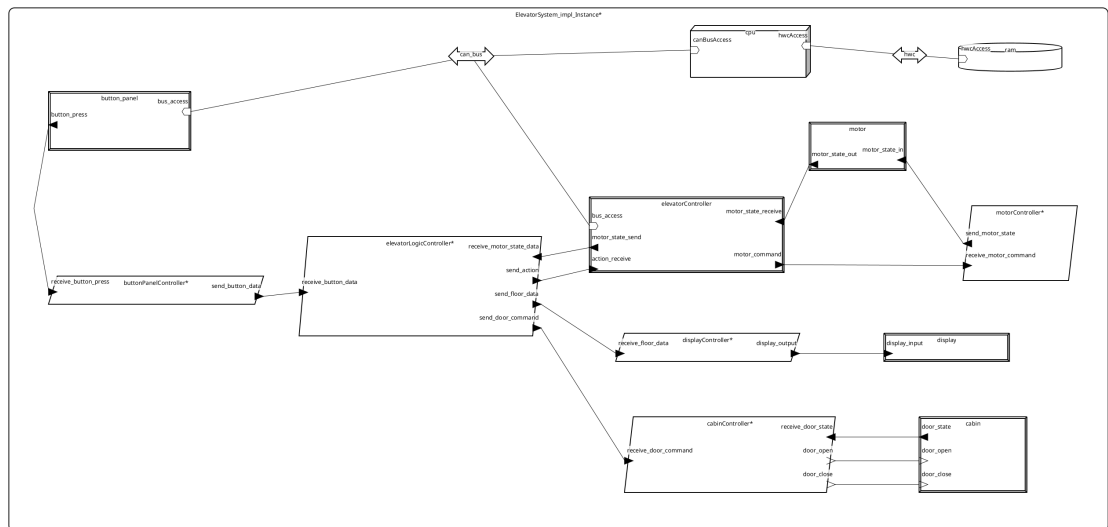 ElevatorSystem_impl_Instance*
cpu
canBusAccess
hwcAccess
can_bus
hwc
hwcAccess
ram
button_panel
bus_access
button_press
motor
motor_state_out
motor_state_in
elevatorController
bus_access
motor_state_receive
motor_state_send
action_receive
motor_command
motorController*
send_motor_state
receive_motor_command
elevatorLogicController*
receive_motor_state_data
send_action
receive_button_data
send_floor_data
send_door_command
receive_button_press
buttonPanelController*
send_button_data
receive_floor_data
displayController*
display_output
display_input
display
cabinController*
receive_door_state
receive_door_command
door_open
door_close
cabin
door_state
door_open
door_close